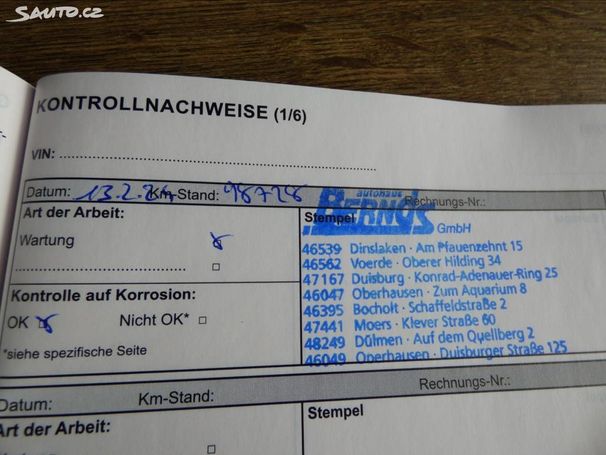 SAUTO.CZ
KONTROLLNACHWEISE (1/6)
VIN:
Datum: 13.2.24 Km-Stand: 98728 Rechnungs-Nr.:
Art der Arbeit:
Wartung
Kontrolle auf Korrosion:
OK Nicht OK*
*siehe spezifische Seite
Stempel
autohaus
BERNDS
GmbH
46539 Dinslaken · Am Pfauenzehnt 15
46562 Voerde · Oberer Hilding 34
47167 Duisburg · Konrad-Adenauer-Ring 25
46047 Oberhausen · Zum Aquarium 8
46395 Bocholt · Schaffeldstraße 2
47441 Moers · Klever Straße 60
48249 Dülmen · Auf dem Quellberg 2
46049 Oberhausen · Duisburger Straße 125
Datum: Km-Stand: Rechnungs-Nr.:
Art der Arbeit:
Stempel